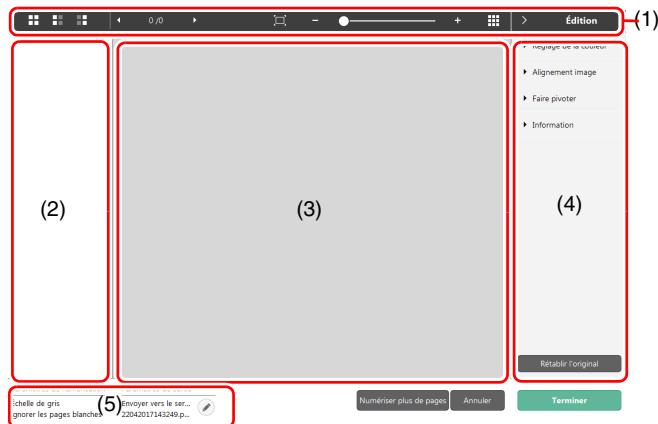 0 /0 − + Édition (1)
Réglage de la couleur
Alignement image
Faire pivoter
Information
(2) (3) (4)
Rétablir l'original
Échelle de gris (5) Envoyer vers le ser...
gnorer les pages blanches 22042017143249.p...
Numériser plus de pages Annuler Terminer